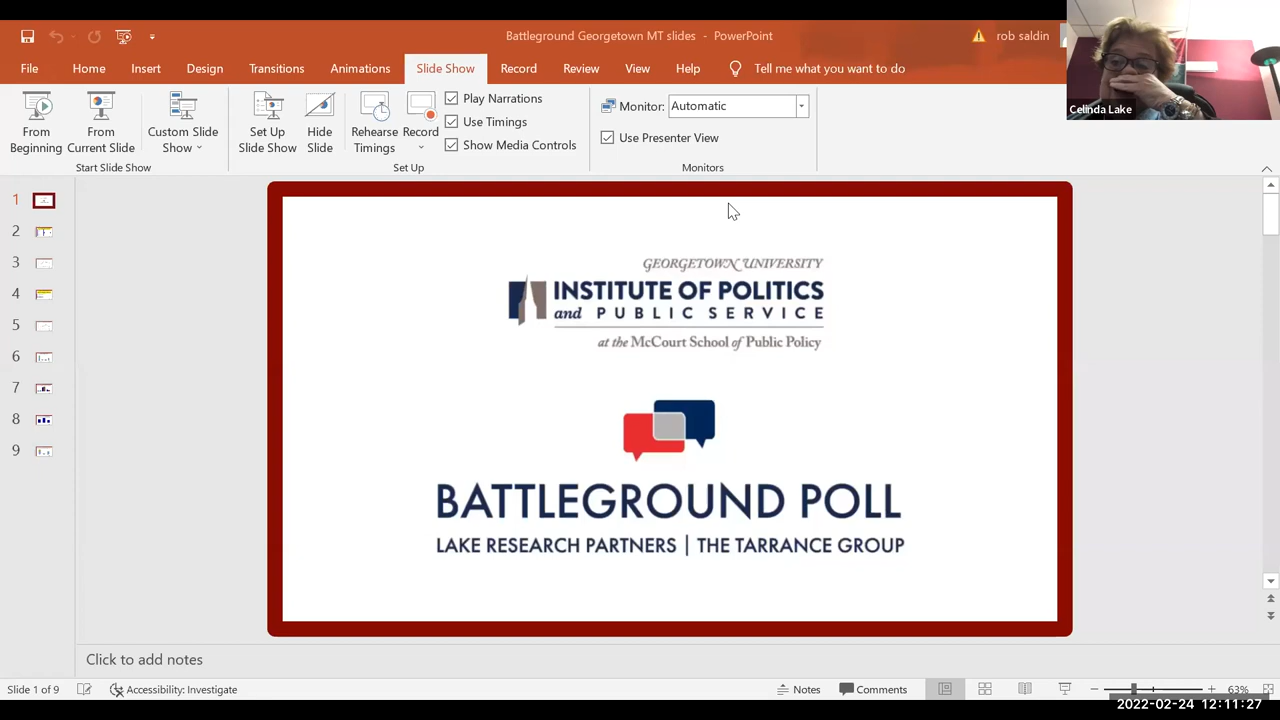 Battleground Georgetown MT slides - PowerPoint
rob saldin
File Home Insert Design Transitions Animations Slide Show Record Review View Help Tell me what you want to do
From Beginning
From Current Slide
Custom Slide Show
Set Up Slide Show
Hide Slide
Rehearse Timings
Record
Play Narrations
Use Timings
Show Media Controls
Monitor: Automatic
Use Presenter View
Start Slide Show
Set Up
Monitors
Celinda Lake
1
2
3
4
5
6
7
8
9
GEORGETOWN UNIVERSITY
INSTITUTE OF POLITICS
and PUBLIC SERVICE
at the McCourt School of Public Policy
BATTLEGROUND POLL
LAKE RESEARCH PARTNERS | THE TARRANCE GROUP
Click to add notes
Slide 1 of 9 Accessibility: Investigate Notes Comments 63%
2022-02-24 12:11:27